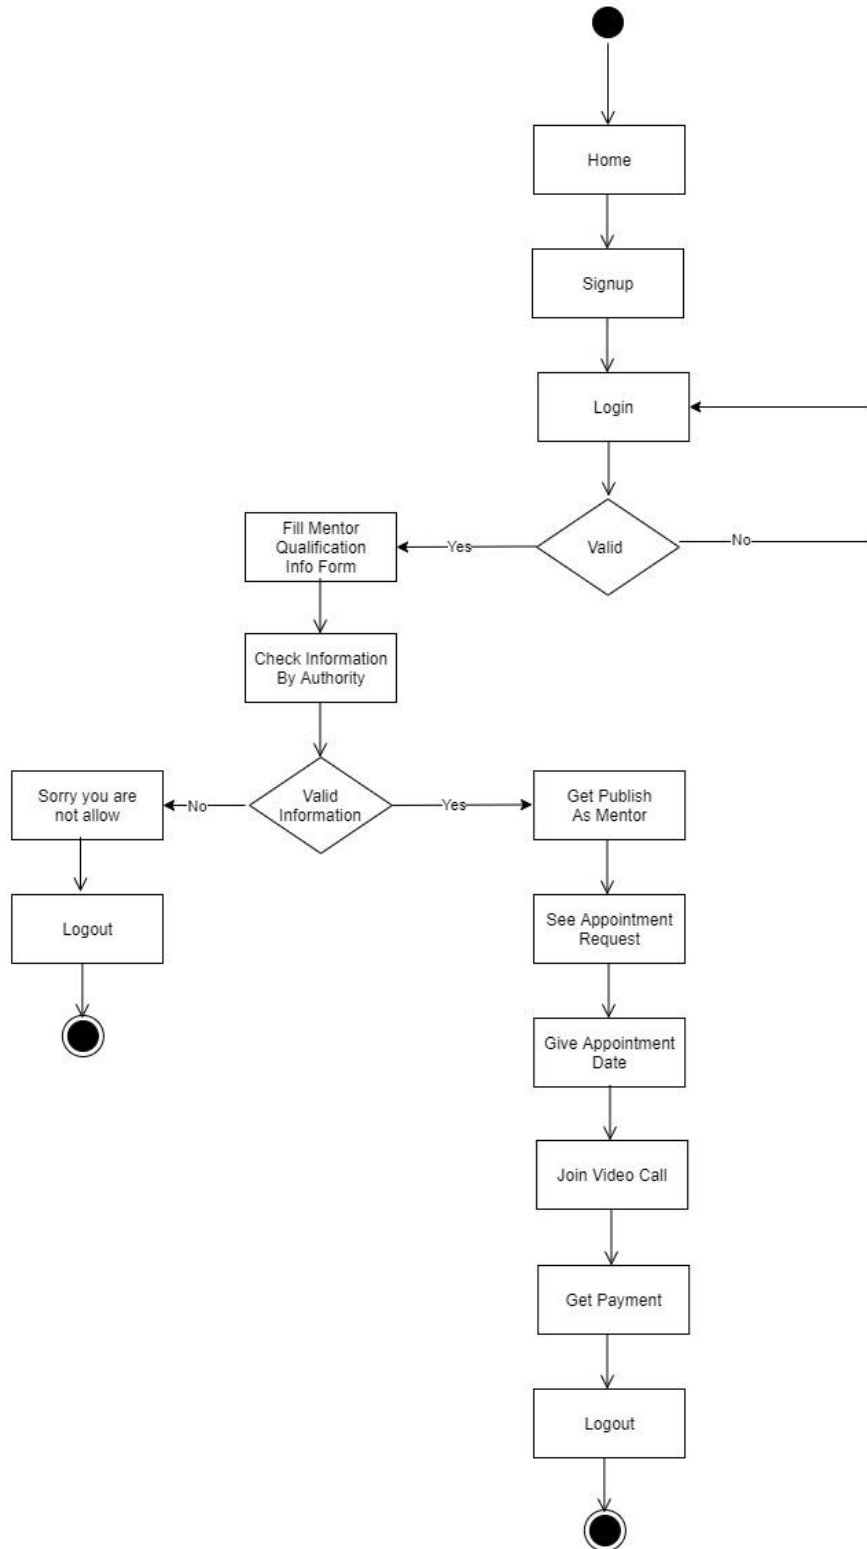 Home
Signup
Login
Fill Mentor
Qualification
Info Form
Yes
Valid
No
Check Information
By Authority
Sorry you are
not allow
No
Valid
Information
Yes
Get Publish
As Mentor
Logout
See Appointment
Request
Give Appointment
Date
Join Video Call
Get Payment
Logout